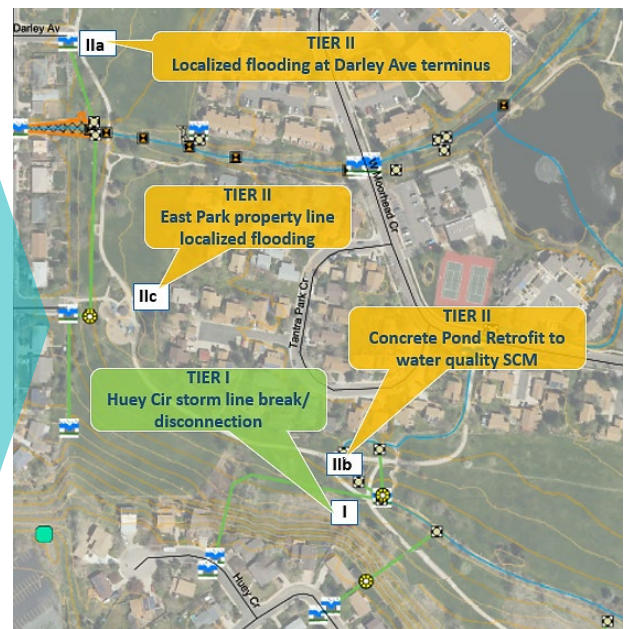 Darley Av
IIa
TIER II
Localized flooding at Darley Ave terminus
W Moorhead Cr
TIER II
East Park property line
localized flooding
IIc
Tantra Park Cr
TIER II
Concrete Pond Retrofit to
water quality SCM
TIER I
Huey Cir storm line break/
disconnection
IIb
I
Huey Cr